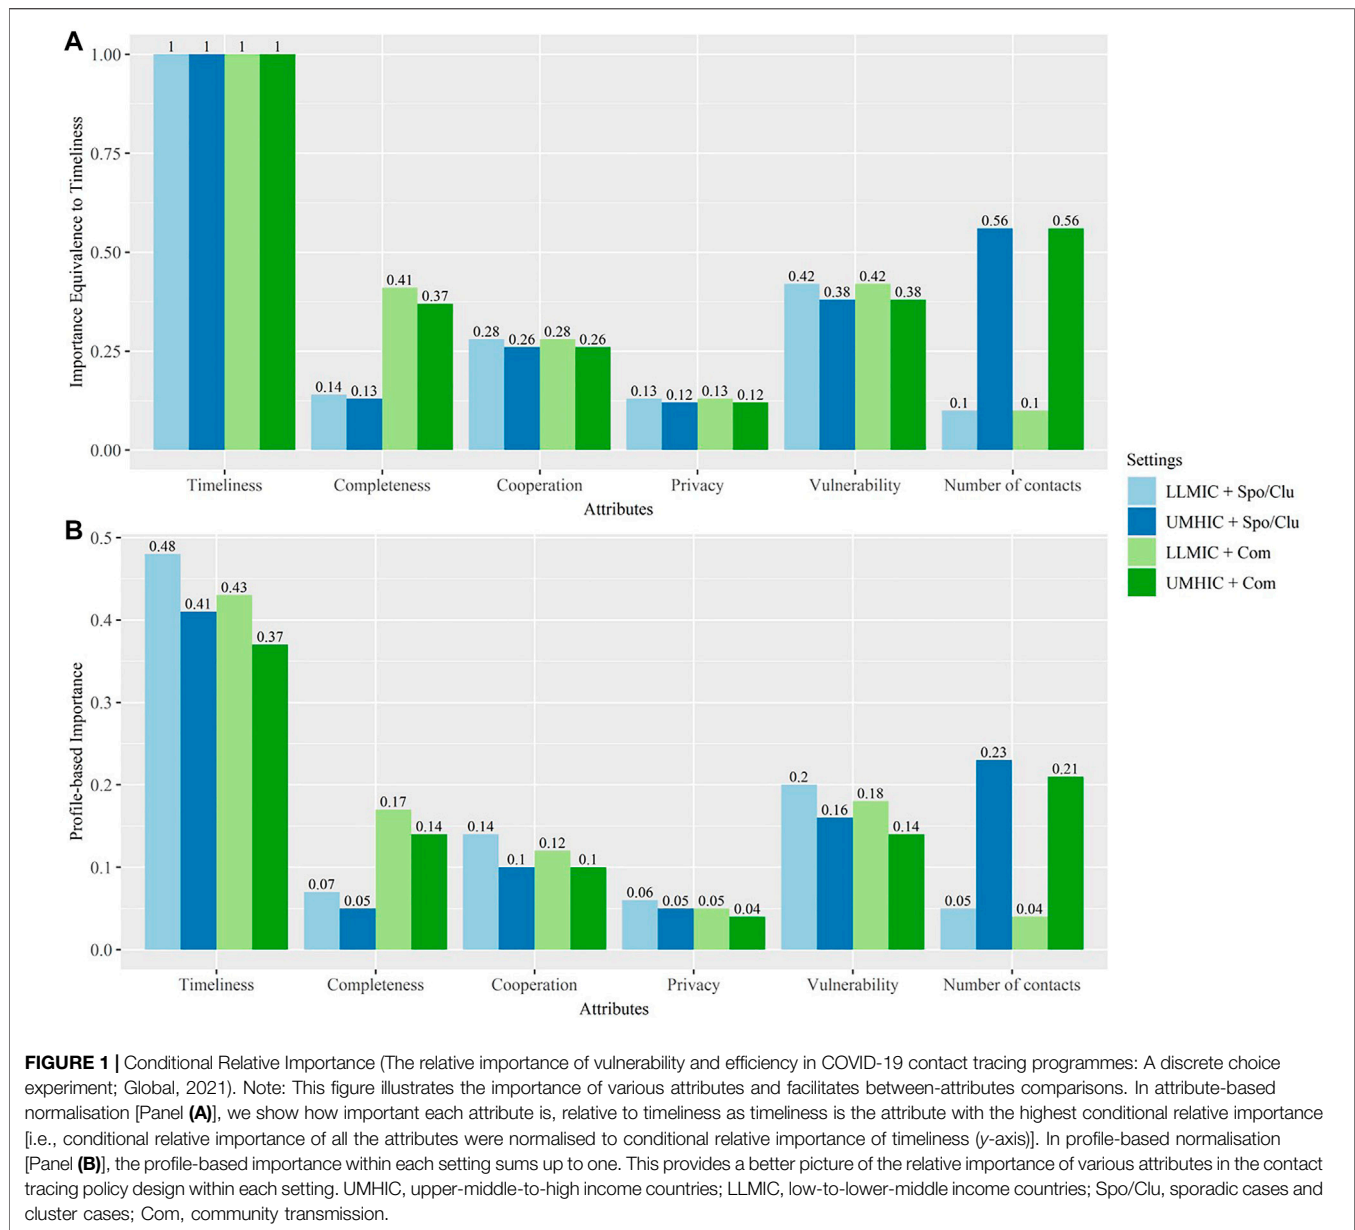 A
1.00
0.75
0.50
0.25
0.00
Importance Equivalence to Timeliness
1 1 1 1
0.14 0.13 0.41 0.37
0.28 0.26 0.28 0.26
0.13 0.12 0.13 0.12
0.42 0.38 0.42 0.38
0.1 0.56 0.1 0.56
Timeliness Completeness Cooperation Privacy Vulnerability Number of contacts
Attributes
B
0.5
0.4
0.3
0.2
0.1
0.0
Profile-based Importance
0.48 0.41 0.43 0.37
0.07 0.05 0.17 0.14
0.14 0.1 0.12 0.1
0.06 0.05 0.05 0.04
0.2 0.16 0.18 0.14
0.05 0.23 0.04 0.21
Timeliness Completeness Cooperation Privacy Vulnerability Number of contacts
Attributes
Settings
LLMIC + Spo/Clu
UMHIC + Spo/Clu
LLMIC + Com
UMHIC + Com
FIGURE 1 | Conditional Relative Importance (The relative importance of vulnerability and efficiency in COVID-19 contact tracing programmes: A discrete choice
experiment; Global, 2021). Note: This figure illustrates the importance of various attributes and facilitates between-attributes comparisons. In attribute-based
normalisation [Panel (A)], we show how important each attribute is, relative to timeliness as timeliness is the attribute with the highest conditional relative importance
[i.e., conditional relative importance of all the attributes were normalised to conditional relative importance of timeliness (y-axis)]. In profile-based normalisation
[Panel (B)], the profile-based importance within each setting sums up to one. This provides a better picture of the relative importance of various attributes in the contact
tracing policy design within each setting. UMHIC, upper-middle-to-high income countries; LLMIC, low-to-lower-middle income countries; Spo/Clu, sporadic cases and
cluster cases; Com, community transmission.